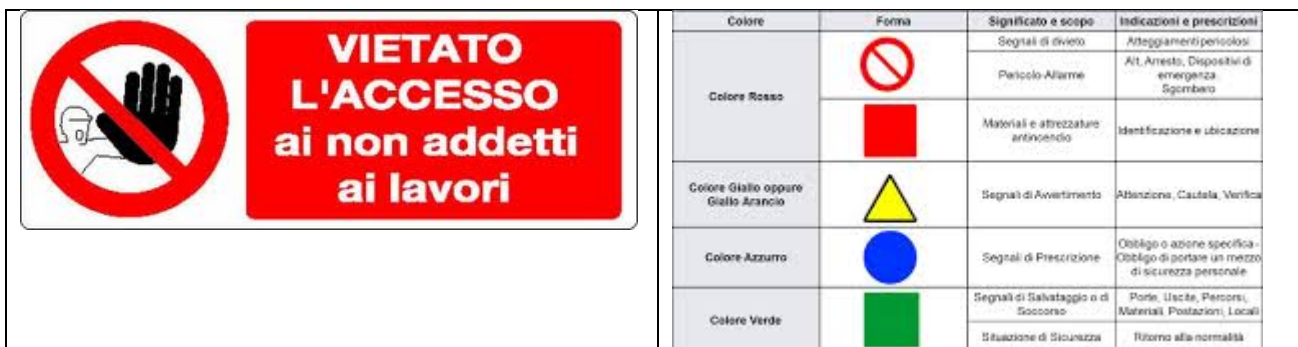 VIETATO
L'ACCESSO
ai non addetti
ai lavori
Colore Forma Significato e scopo Indicazioni e prescrizioni
Colore Rosso
Segnali di divieto Atteggiamenti pericolosi
Pericolo-Allarme
Alt, Arresto, Dispositivi di
emergenza
Sgombero
Materiali e attrezzature
antincendio
Identificazione e ubicazione
Colore Giallo oppure
Giallo Arancio
Segnali di Avvertimento
Attenzione, Cautela, Verifica
Colore Azzurro
Segnali di Prescrizione
Obbligo o azione specifica -
Obbligo di portare un mezzo
di sicurezza personale
Colore Verde
Segnali di Salvataggio o di
Soccorso
Porte, Uscite, Percorsi,
Materiali, Postazioni, Locali
Situazione di Sicurezza
Ritorno alla normalità